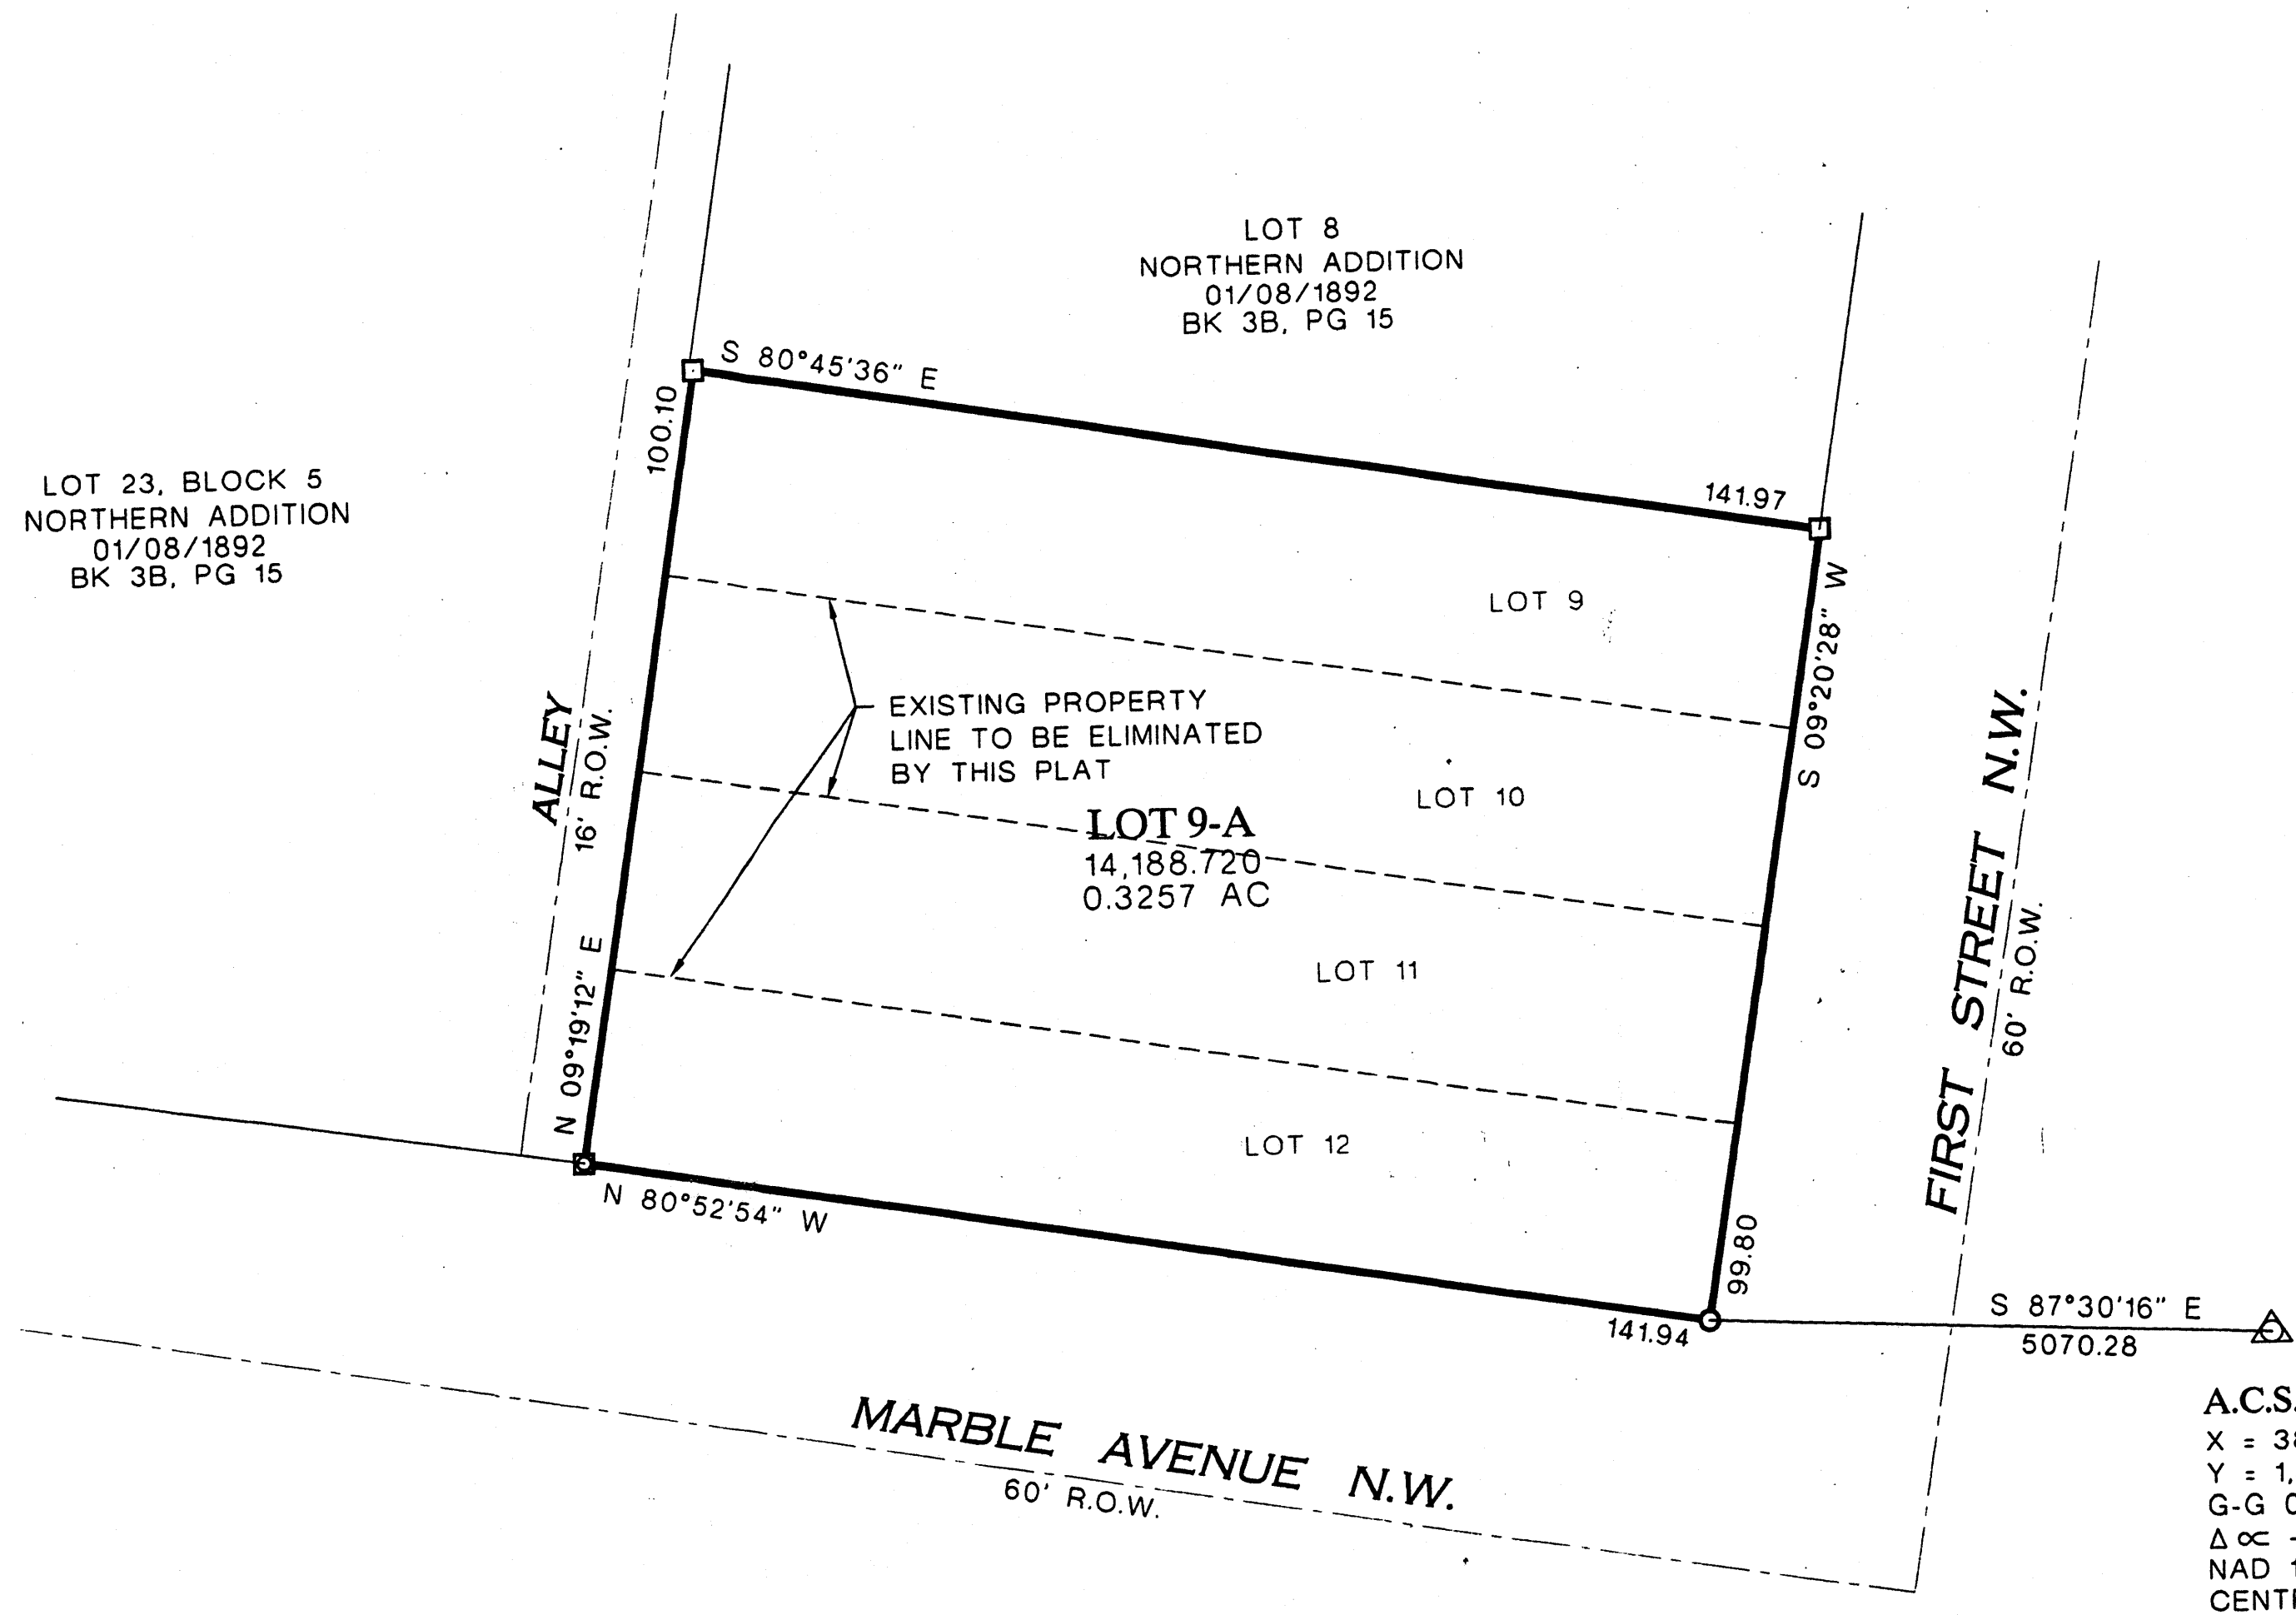 LOT 8
NORTHERN ADDITION
01/08/1892
BK 3B, PG 15
S 80°45'36" E
141.97
100.10
LOT 23, BLOCK 5
NORTHERN ADDITION
01/08/1892
BK 3B, PG 15
LOT 9
S 09°20'28" W
EXISTING PROPERTY
LINE TO BE ELIMINATED
BY THIS PLAT
ALLEY
16' R.O.W.
LOT 10
LOT 9-A
14,188.720
0.3257 AC
FIRST STREET N.W.
60' R.O.W.
LOT 11
N 09°19'12" E
LOT 12
N 80°52'54" W
99.80
141.94
S 87°30'16" E
5070.28
MARBLE AVENUE N.W.
60' R.O.W.
A.C.S.
X = 38
Y = 1,
G-G
Δ ∝ -
NAD 1
CENT